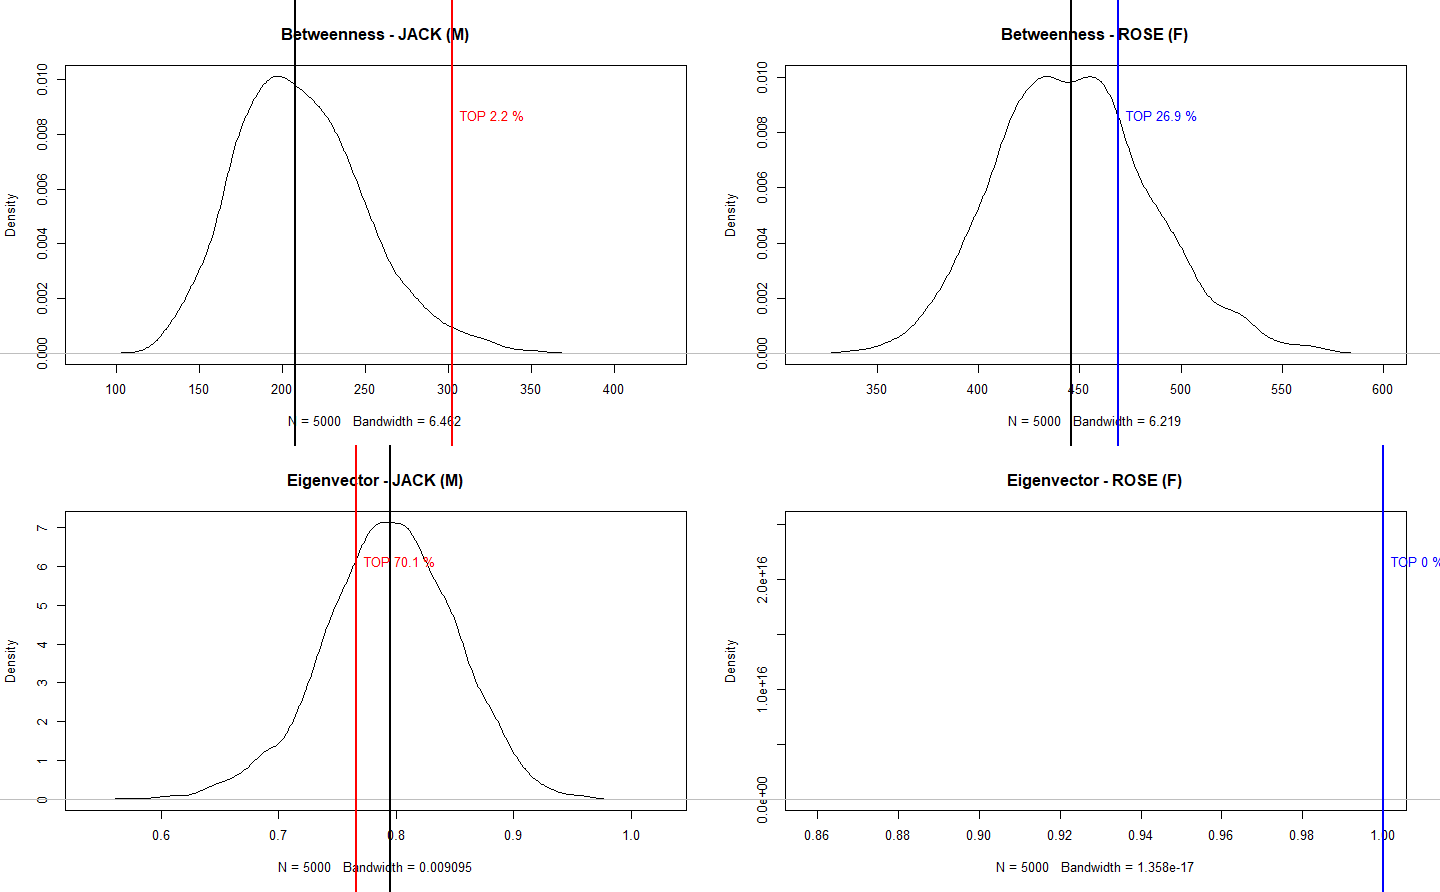 Betweenness - JACK (M)
Density
0.000 0.002 0.004 0.006 0.008 0.010
TOP 2.2 %
100 150 200 250 300 350 400
N = 5000 Bandwidth = 6.462
Betweenness - ROSE (F)
Density
0.000 0.002 0.004 0.006 0.008 0.010
TOP 26.9 %
350 400 450 500 550 600
N = 5000 Bandwidth = 6.219
Eigenvector - JACK (M)
Density
0 1 2 3 4 5 6 7
TOP 70.1 %
0.6 0.7 0.8 0.9 1.0
N = 5000 Bandwidth = 0.009095
Eigenvector - ROSE (F)
Density
0.0e+00 1.0e+16 2.0e+16
TOP 0 %
0.86 0.88 0.90 0.92 0.94 0.96 0.98 1.00
N = 5000 Bandwidth = 1.358e-17